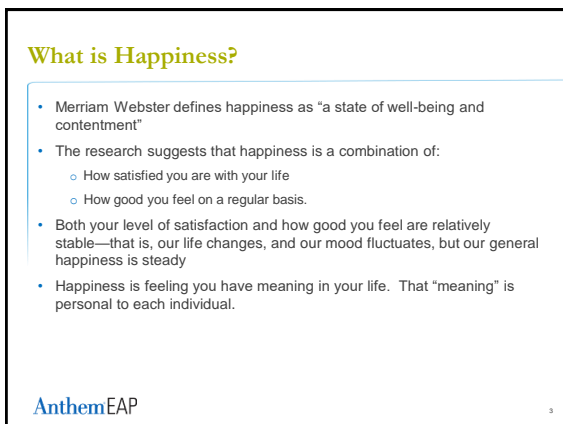 What is Happiness?
• Merriam Webster defines happiness as “a state of well-being and
contentment”
• The research suggests that happiness is a combination of:
o How satisfied you are with your life
o How good you feel on a regular basis.
• Both your level of satisfaction and how good you feel are relatively
stable—that is, our life changes, and our mood fluctuates, but our general
happiness is steady
• Happiness is feeling you have meaning in your life.  That “meaning” is
personal to each individual.
Anthem EAP
3